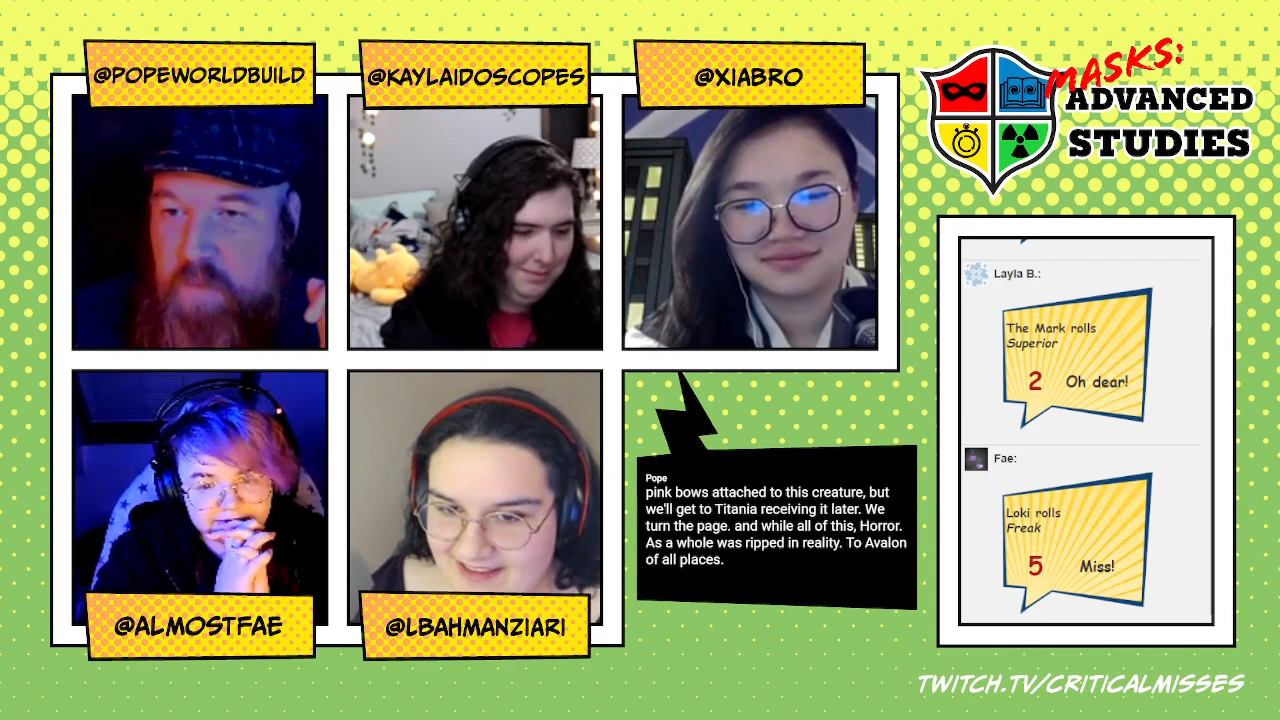 @POPEWORLDBUILD
@KAYLAIDOSCOPES
@XIABRO
MASKS:
ADVANCED
STUDIES
Layla B.:
The Mark rolls
Superior
2 Oh dear!
Fae:
Loki rolls
Freak
5 Miss!
Pope
pink bows attached to this creature, but
we'll get to Titania receiving it later. We
turn the page. and while all of this, Horror.
As a whole was ripped in reality. To Avalon
of all places.
@ALMOSTFAE
@LBAHMANZIARI
TWITCH.TV/CRITICALMISSES